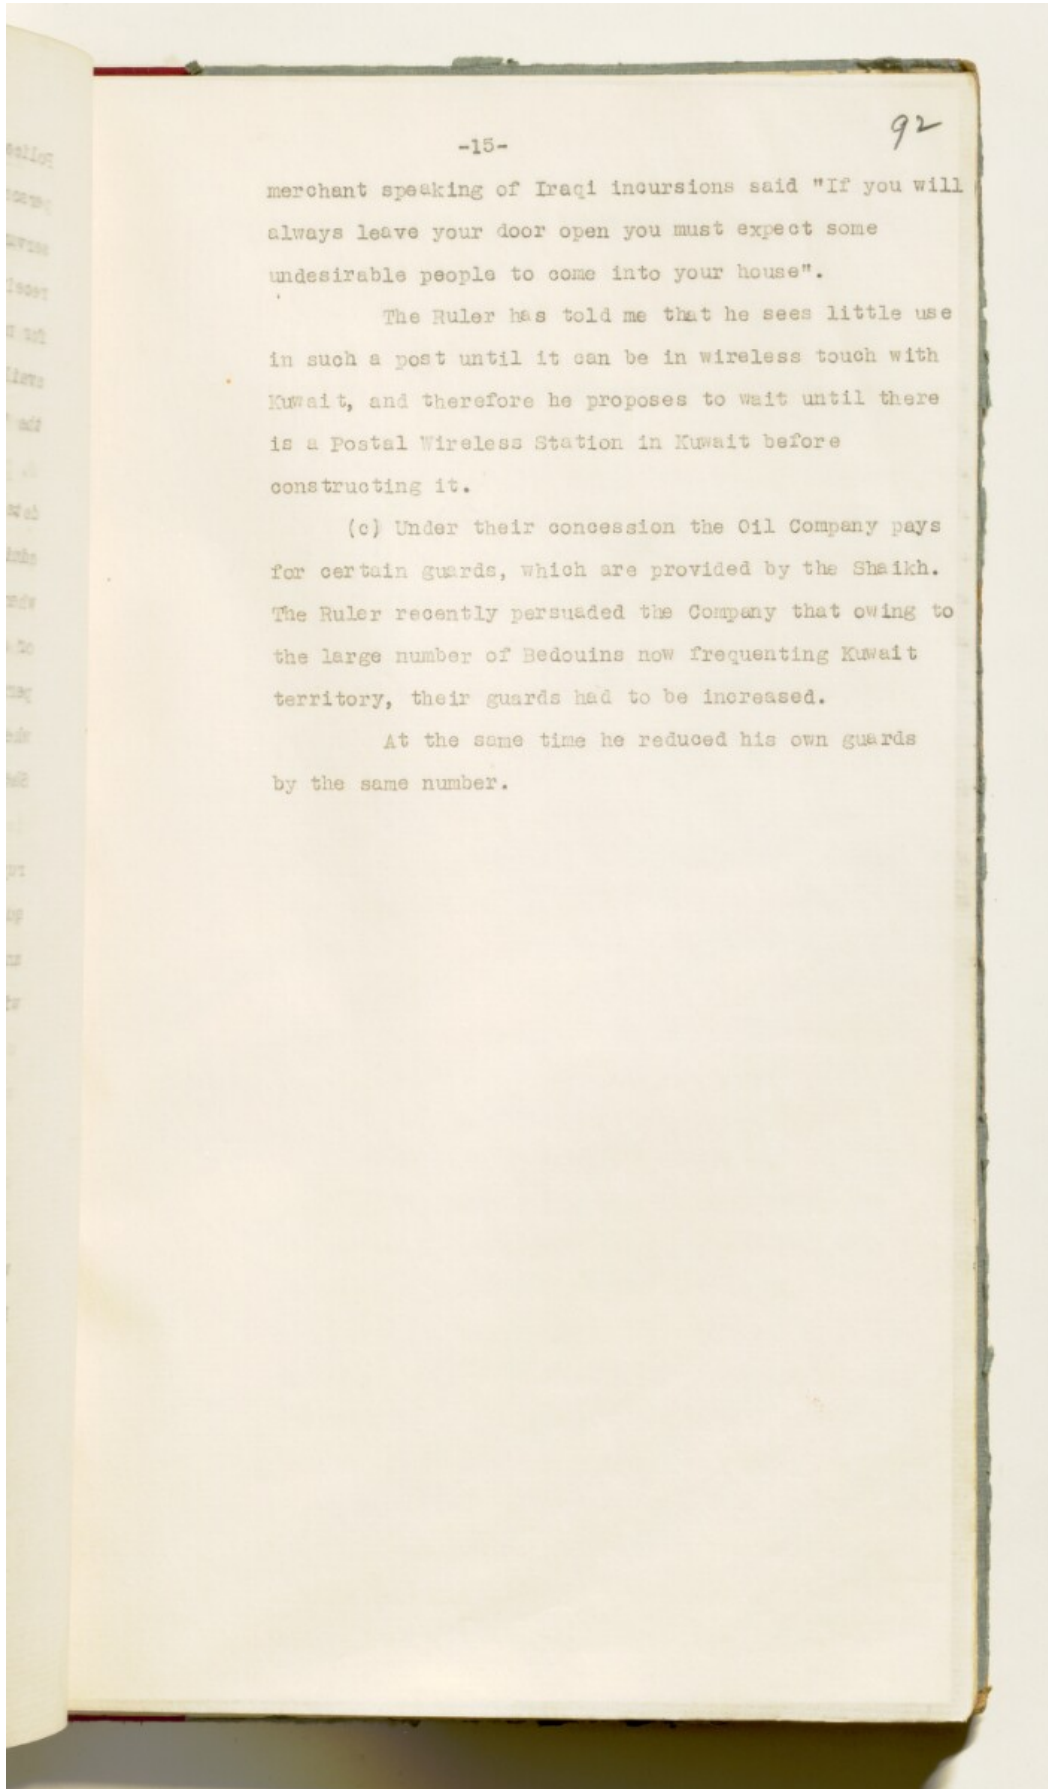 92
-15-
merchant speaking of Iraqi incursions said "If you will
always leave your door open you must expect some
undesirable people to come into your house".
The Ruler has told me that he sees little use
in such a post until it can be in wireless touch with
Kuwait, and therefore he proposes to wait until there
is a Postal Wireless Station in Kuwait before
constructing it.
(c) Under their concession the Oil Company pays
for certain guards, which are provided by the Shaikh.
The Ruler recently persuaded the Company that owing to
the large number of Bedouins now frequenting Kuwait
territory, their guards had to be increased.
At the same time he reduced his own guards
by the same number.